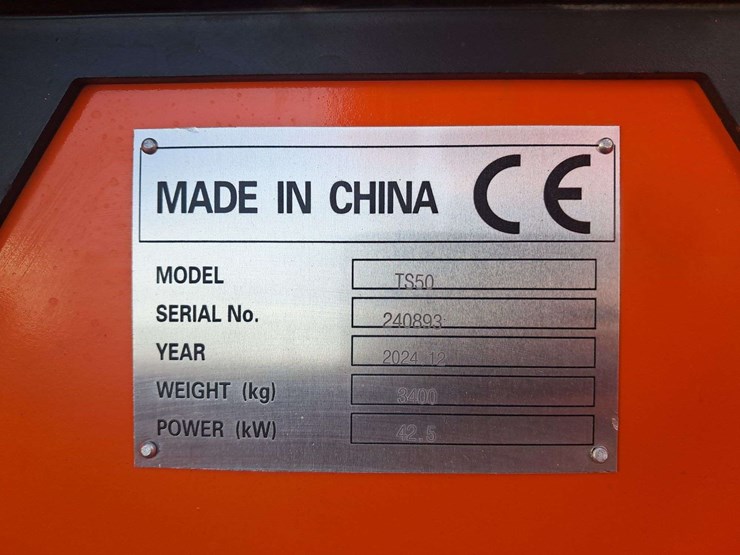 MADE IN CHINA CE
MODEL TS50
SERIAL No. 240893
YEAR 2024.12
WEIGHT (kg) 3400
POWER (kW) 42.5